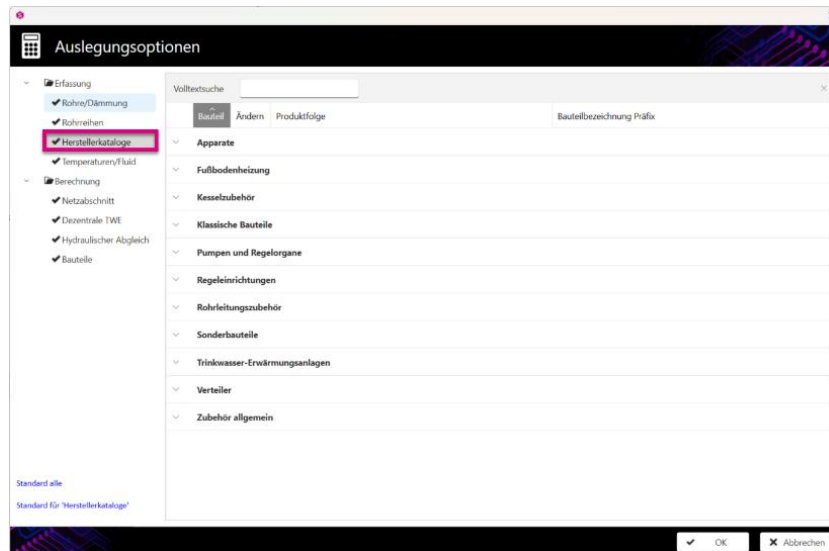 Auslegungsoptionen
Erfassung
Rohre/Dämmung
Rohrreihen
Herstellerkataloge
Temperaturen/Fluid
Berechnung
Netzabschnitt
Dezentrale TWE
Hydraulischer Abgleich
Bauteile
Standard alle
Standard für 'Herstellerkataloge'
Volltextsuche
Bauteil Ändern Produktfolge Bauteilbezeichnung Präfix
Apparate
Fußbodenheizung
Kesselzubehör
Klassische Bauteile
Pumpen und Regelorgane
Regeleinrichtungen
Rohrleitungszubehör
Sonderbauteile
Trinkwasser-Erwärmungsanlagen
Verteiler
Zubehör allgemein
OK Abbrechen